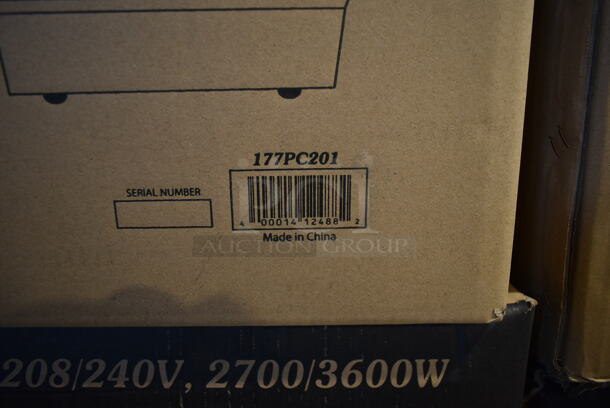 177PC201
SERIAL NUMBER
4 00014 12488 2
Made in China
AUCTION GROUP
208/240V, 2700/3600W